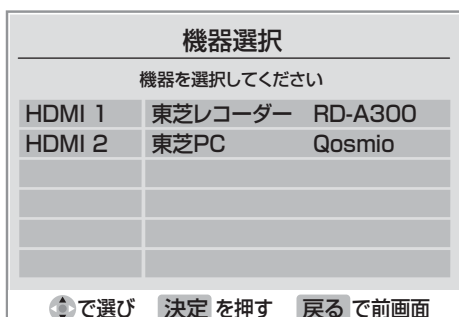 機器選択
機器を選択してください
HDMI 1 東芝レコーダー RD-A300
HDMI 2 東芝PC Qosmio
で選び 決定 を押す 戻る で前画面